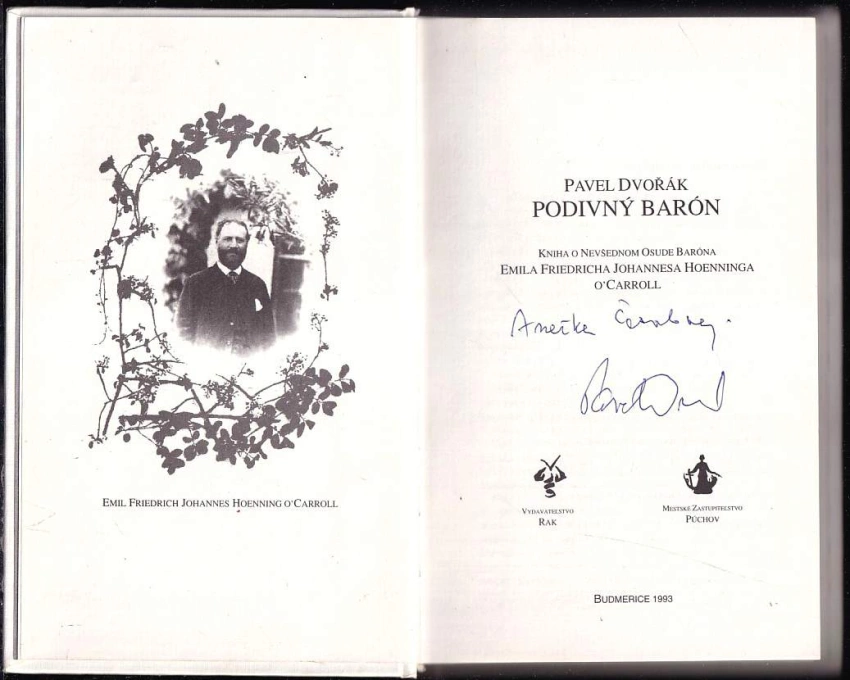 EMIL FRIEDRICH JOHANNES HOENNING O'CARROLL
PAVEL DVOŘÁK
PODIVNÝ BARÓN
KNIHA O NEVŠEDNOM OSUDE BARÓNA
EMILA FRIEDRICHA JOHANNESA HOENNINGA
O'CARROLL
Anežke
VYDAVATEĽSTVO
RAK
MESTSKÉ ZASTUPITEĽSTVO
PÚCHOV
BUDMERICE 1993